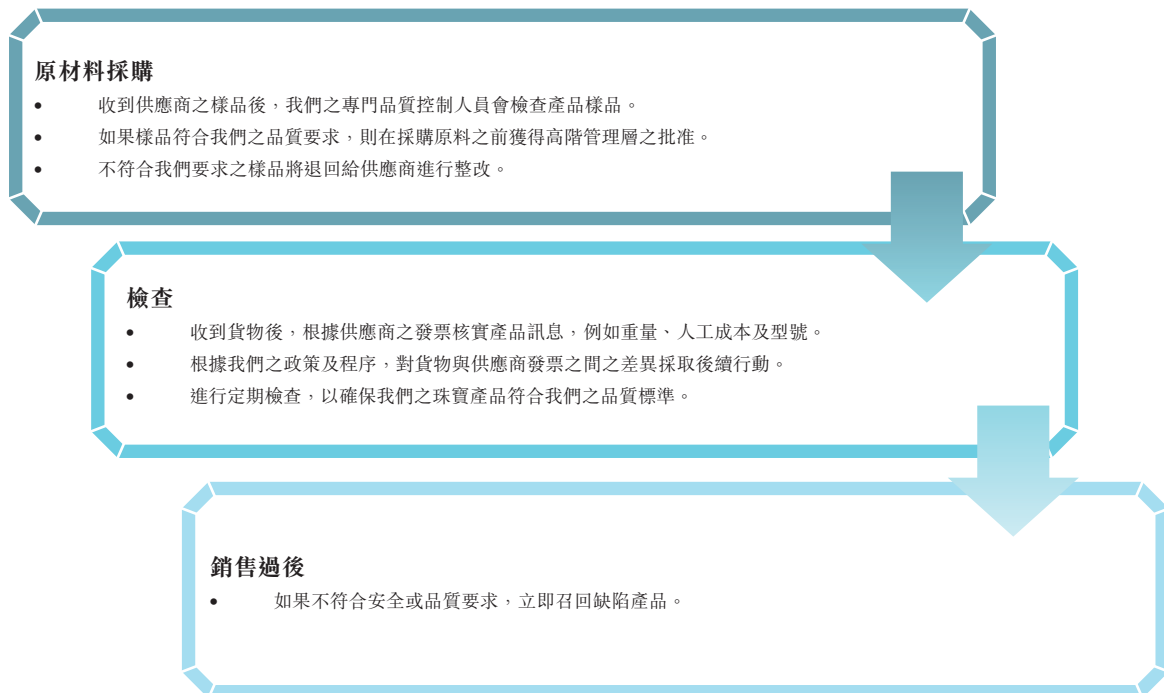 原材料採購
• 收到供應商之樣品後，我們之專門品質控制人員會檢查產品樣品。
• 如果樣品符合我們之品質要求，則在採購原料之前獲得高階管理層之批准。
• 不符合我們要求之樣品將退回給供應商進行整改。
檢查
• 收到貨物後，根據供應商之發票核實產品訊息，例如重量、人工成本及型號。
• 根據我們之政策及程序，對貨物與供應商發票之間之差異採取後續行動。
• 進行定期檢查，以確保我們之珠寶產品符合我們之品質標準。
銷售過後
• 如果不符合安全或品質要求，立即召回缺陷產品。